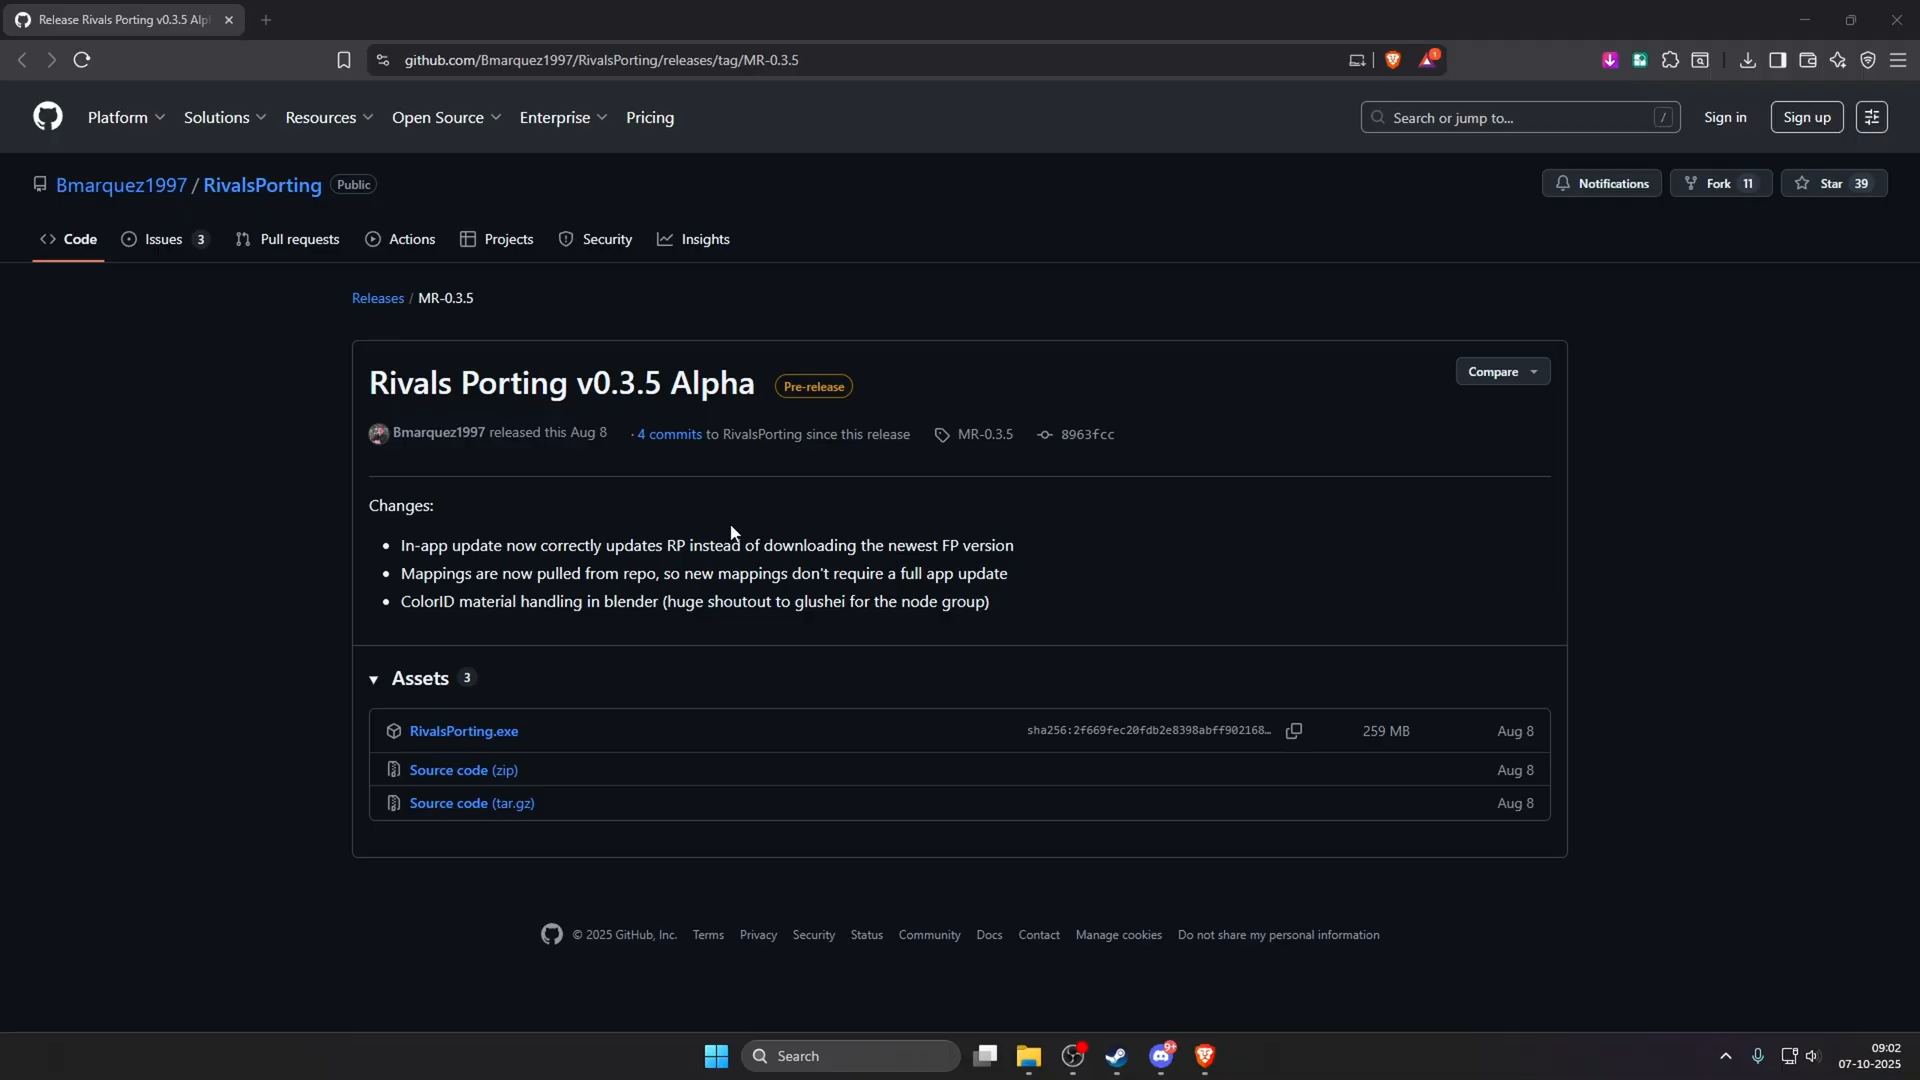 Release Rivals Porting v0.3.5 Alp
github.com/Bmarquez1997/RivalsPorting/releases/tag/MR-0.3.5
1
Platform Solutions Resources Open Source Enterprise Pricing
Search or jump to... /
Sign in
Sign up
Bmarquez1997 / RivalsPorting Public
Notifications
Fork 11
Star 39
Code Issues 3 Pull requests Actions Projects Security Insights
Releases / MR-0.3.5
Rivals Porting v0.3.5 Alpha Pre-release
Compare
Bmarquez1997 released this Aug 8 · 4 commits to RivalsPorting since this release MR-0.3.5 8963fcc
Changes:
• In-app update now correctly updates RP instead of downloading the newest FP version
• Mappings are now pulled from repo, so new mappings don't require a full app update
• ColorID material handling in blender (huge shoutout to glushei for the node group)
Assets 3
RivalsPorting.exe sha256:2f669fec20fdb2e8398abff902168… 259 MB Aug 8
Source code (zip) Aug 8
Source code (tar.gz) Aug 8
© 2025 GitHub, Inc. Terms Privacy Security Status Community Docs Contact Manage cookies Do not share my personal information
Search
9+
09:02
07-10-2025